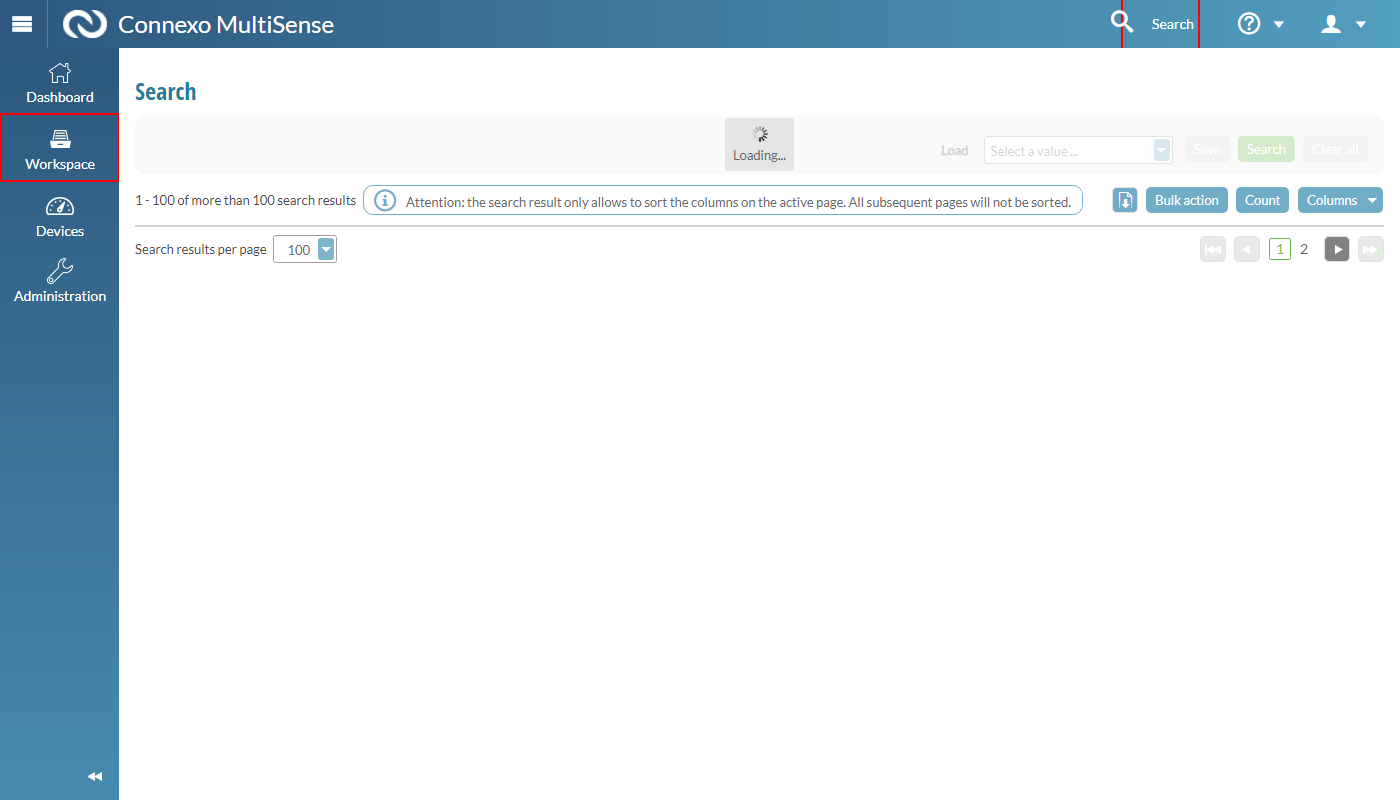 Connexo MultiSense
Search
Dashboard
Workspace
Devices
Administration
Search
Loading...
Load
Select a value ...
Save
Search
Clear all
1 - 100 of more than 100 search results
Attention: the search result only allows to sort the columns on the active page. All subsequent pages will not be sorted.
Bulk action
Count
Columns
Search results per page
100
1
2